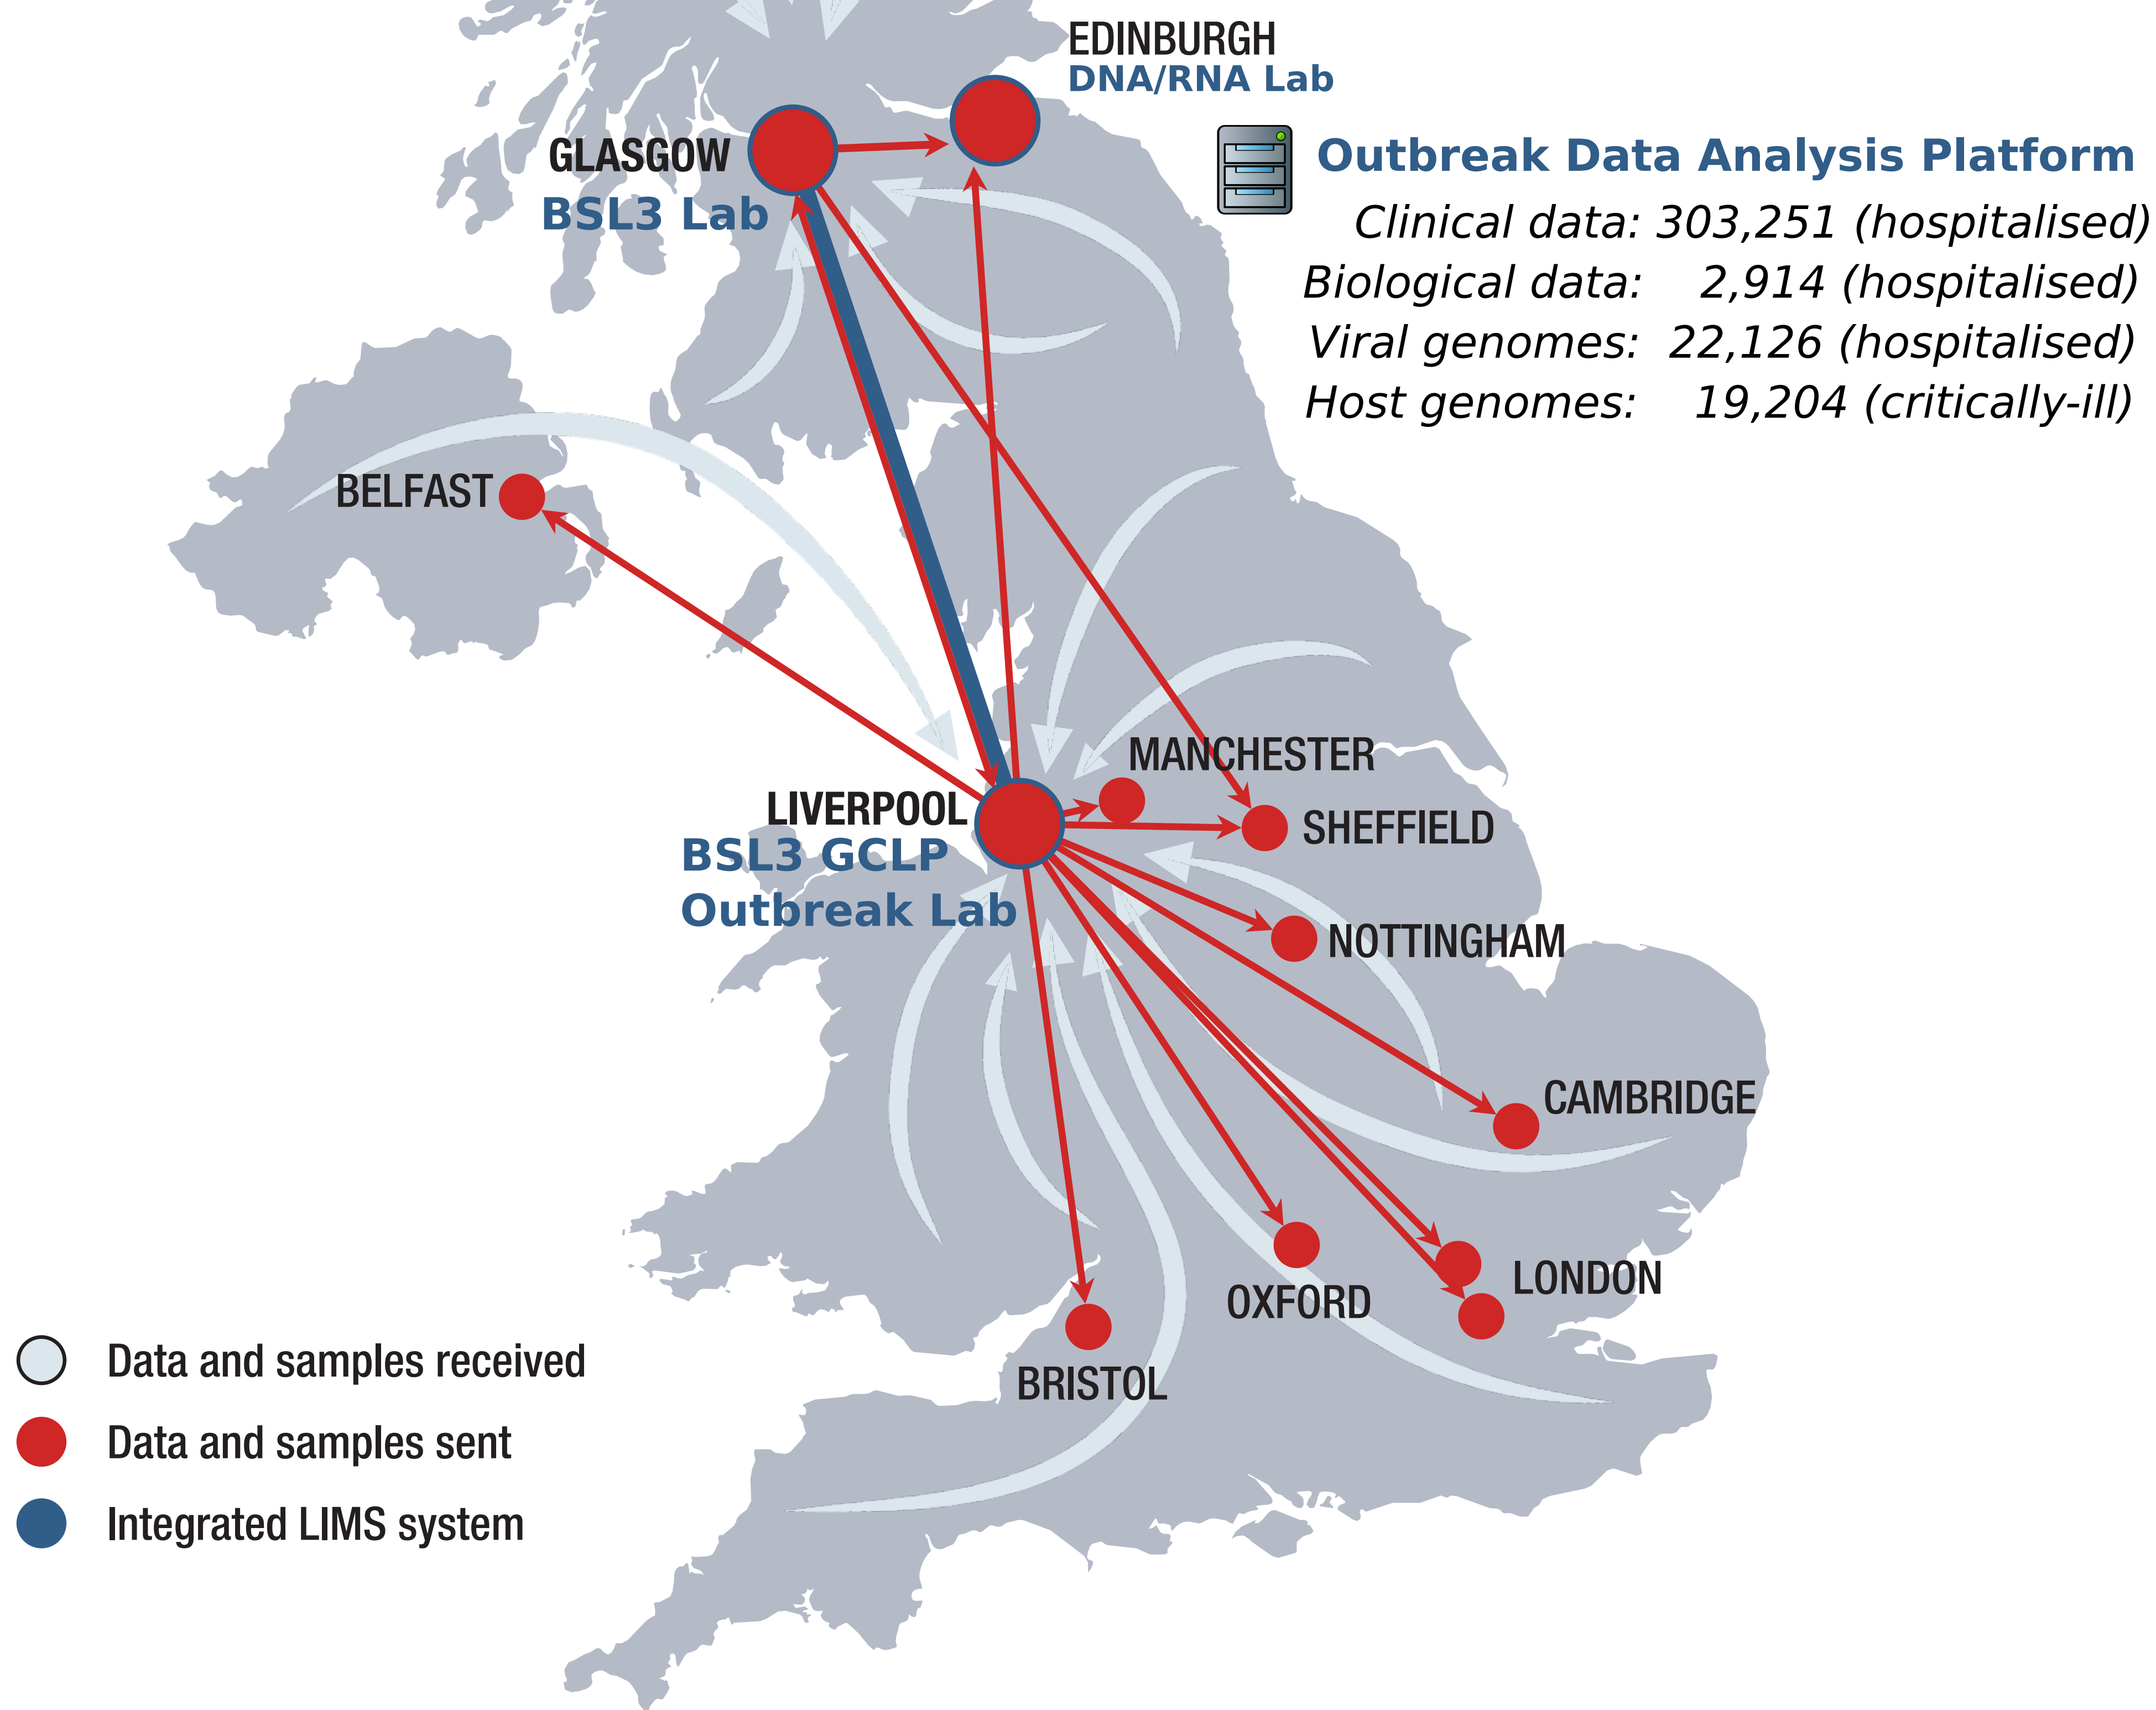 EDINBURGH
DNA/RNA Lab
GLASGOW
BSL3 Lab
Outbreak Data Analysis Platform
Clinical data: 303,251 (hospitalised)
Biological data: 2,914 (hospitalised)
Viral genomes: 22,126 (hospitalised)
Host genomes: 19,204 (critically-ill)
BELFAST
MANCHESTER
LIVERPOOL
BSL3 GCLP
Outbreak Lab
SHEFFIELD
NOTTINGHAM
CAMBRIDGE
LONDON
OXFORD
BRISTOL
Data and samples received
Data and samples sent
Integrated LIMS system